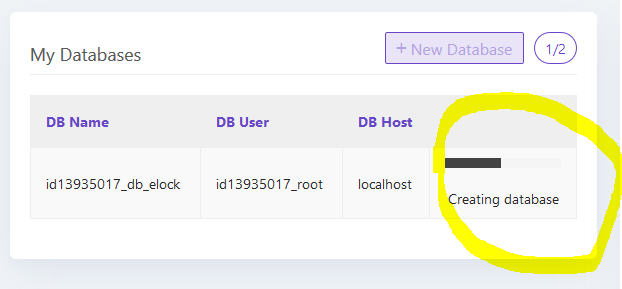 My Databases
+ New Database
1/2
DB Name DB User DB Host
id13935017_db_elock id13935017_root localhost
Creating database